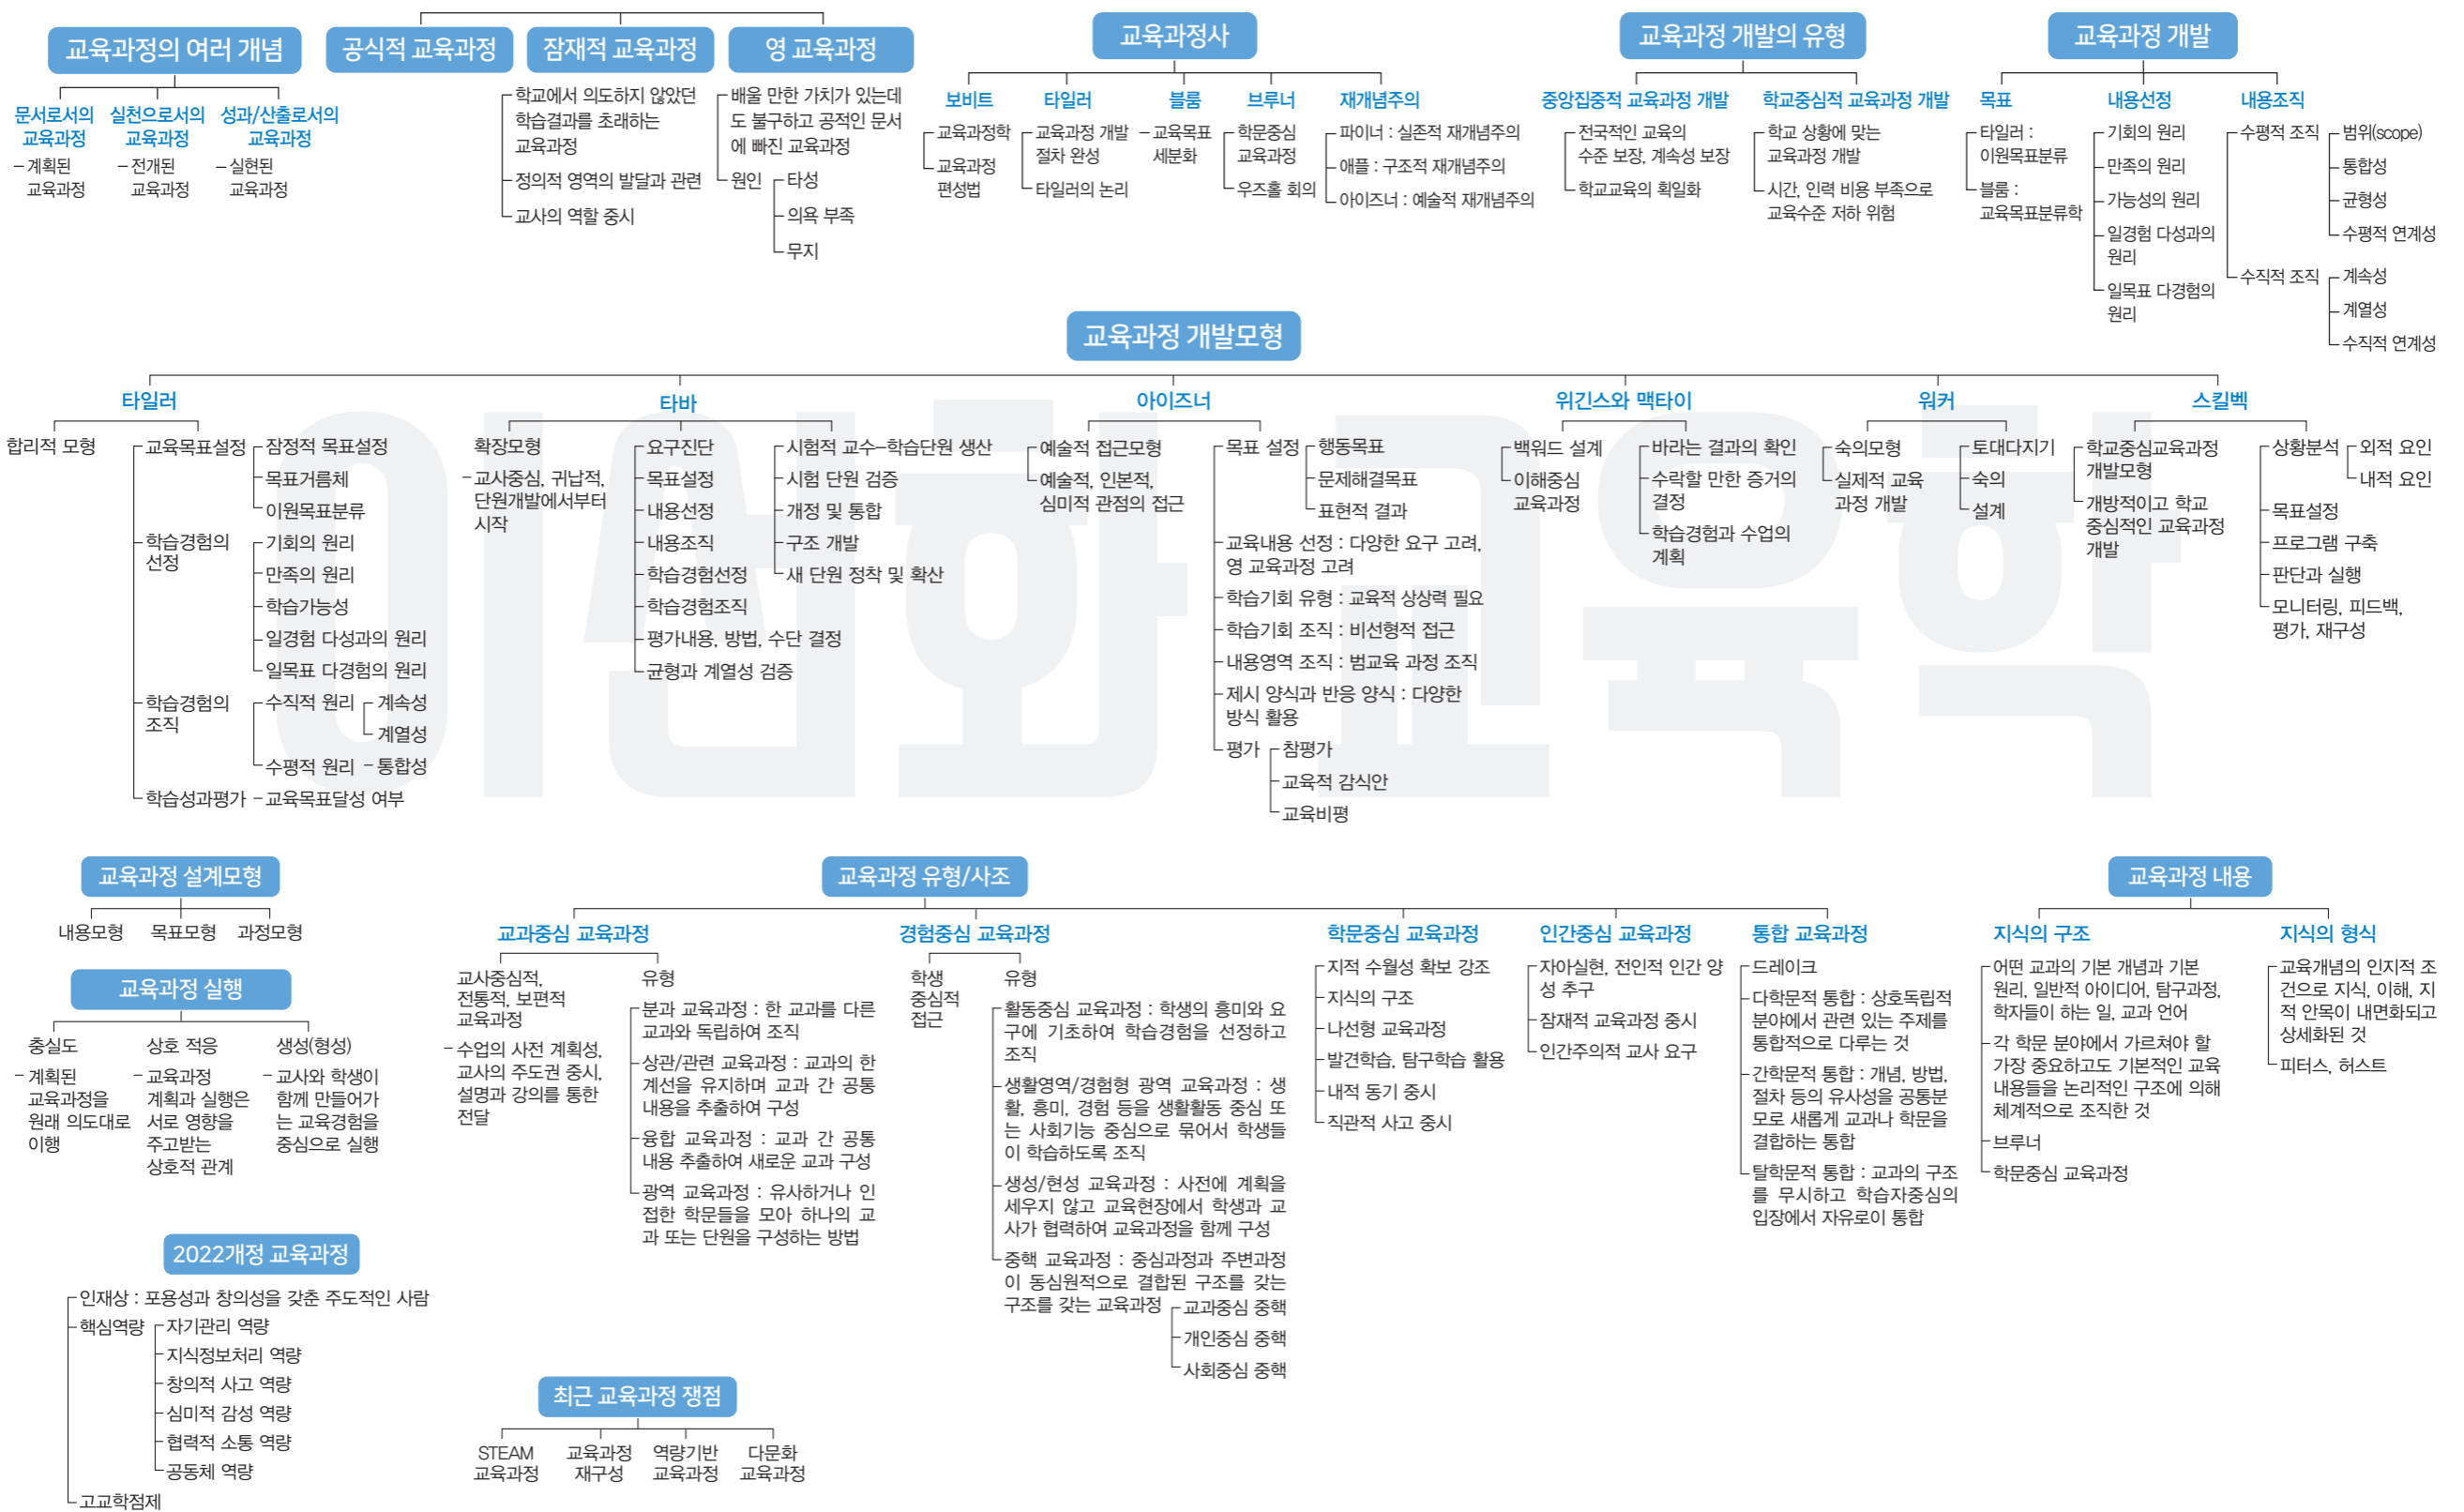 교육과정의 여러 개념
문서로서의
교육과정
– 계획된
교육과정
실천으로서의
교육과정
– 전개된
교육과정
성과/산출로서의
교육과정
– 실현된
교육과정
공식적 교육과정
잠재적 교육과정
학교에서 의도하지 않았던
학습결과를 초래하는
교육과정
정의적 영역의 발달과 관련
교사의 역할 중시
영 교육과정
배울 만한 가치가 있는데
도 불구하고 공적인 문서
에 빠진 교육과정
원인
타성
의욕 부족
무지
교육과정사
보비트
교육과정학
교육과정
편성법
타일러
교육과정 개발
절차 완성
타일러의 논리
블룸
– 교육목표
세분화
브루너
학문중심
교육과정
우즈홀 회의
재개념주의
파이너 : 실존적 재개념주의
애플 : 구조적 재개념주의
아이즈너 : 예술적 재개념주의
교육과정 개발의 유형
중앙집중적 교육과정 개발
전국적인 교육의
수준 보장, 계속성 보장
학교교육의 획일화
학교중심적 교육과정 개발
학교 상황에 맞는
교육과정 개발
시간, 인력 비용 부족으로
교육수준 저하 위험
교육과정 개발
목표
타일러 :
이원목표분류
블룸 :
교육목표분류학
내용선정
기회의 원리
만족의 원리
가능성의 원리
일경험 다성과의
원리
일목표 다경험의
원리
내용조직
수평적 조직
범위(scope)
통합성
균형성
수평적 연계성
수직적 조직
계속성
계열성
수직적 연계성
교육과정 개발모형
타일러
합리적 모형
교육목표설정
잠정적 목표설정
목표거름체
이원목표분류
학습경험의
선정
기회의 원리
만족의 원리
학습가능성
일경험 다성과의 원리
일목표 다경험의 원리
학습경험의
조직
수직적 원리
계속성
계열성
수평적 원리 – 통합성
학습성과평가 – 교육목표달성 여부
타바
확장모형
– 교사중심, 귀납적,
단원개발에서부터
시작
요구진단
목표설정
내용선정
내용조직
학습경험선정
학습경험조직
평가내용, 방법, 수단 결정
균형과 계열성 검증
시험적 교수–학습단원 생산
시험 단원 검증
개정 및 통합
구조 개발
새 단원 정착 및 확산
아이즈너
예술적 접근모형
예술적, 인본적,
심미적 관점의 접근
목표 설정
행동목표
문제해결목표
표현적 결과
교육내용 선정 : 다양한 요구 고려,
영 교육과정 고려
학습기회 유형 : 교육적 상상력 필요
학습기회 조직 : 비선형적 접근
내용영역 조직 : 범교육 과정 조직
제시 양식과 반응 양식 : 다양한
방식 활용
평가
참평가
교육적 감식안
교육비평
위긴스와 맥타이
백워드 설계
이해중심
교육과정
바라는 결과의 확인
수락할 만한 증거의
결정
학습경험과 수업의
계획
워커
숙의모형
실제적 교육
과정 개발
토대다지기
숙의
설계
스킬벡
학교중심교육과정
개발모형
개방적이고 학교
중심적인 교육과정
개발
상황분석
외적 요인
내적 요인
목표설정
프로그램 구축
판단과 실행
모니터링, 피드백,
평가, 재구성
이선화 교육학
교육과정 설계모형
내용모형
목표모형
과정모형
교육과정 실행
충실도
– 계획된
교육과정을
원래 의도대로
이행
상호 적응
– 교육과정
계획과 실행은
서로 영향을
주고받는
상호적 관계
생성(형성)
– 교사와 학생이
함께 만들어가
는 교육경험을
중심으로 실행
2022개정 교육과정
인재상 : 포용성과 창의성을 갖춘 주도적인 사람
핵심역량
자기관리 역량
지식정보처리 역량
창의적 사고 역량
심미적 감성 역량
협력적 소통 역량
공동체 역량
고교학점제
교육과정 유형/사조
교과중심 교육과정
교사중심적,
전통적, 보편적
교육과정
– 수업의 사전 계획성,
교사의 주도권 중시,
설명과 강의를 통한
전달
유형
분과 교육과정 : 한 교과를 다른
교과와 독립하여 조직
상관/관련 교육과정 : 교과의 한
계선을 유지하며 교과 간 공통
내용을 추출하여 구성
융합 교육과정 : 교과 간 공통
내용 추출하여 새로운 교과 구성
광역 교육과정 : 유사하거나 인
접한 학문들을 모아 하나의 교
과 또는 단원을 구성하는 방법
경험중심 교육과정
학생
중심적
접근
유형
활동중심 교육과정 : 학생의 흥미와 요
구에 기초하여 학습경험을 선정하고
조직
생활영역/경험형 광역 교육과정 : 생
활, 흥미, 경험 등을 생활활동 중심 또
는 사회기능 중심으로 묶어서 학생들
이 학습하도록 조직
생성/현성 교육과정 : 사전에 계획을
세우지 않고 교육현장에서 학생과 교
사가 협력하여 교육과정을 함께 구성
중핵 교육과정 : 중심과정과 주변과정
이 동심원적으로 결합된 구조를 갖는
구조를 갖는 교육과정
교과중심 중핵
개인중심 중핵
사회중심 중핵
학문중심 교육과정
지적 수월성 확보 강조
지식의 구조
나선형 교육과정
발견학습, 탐구학습 활용
내적 동기 중시
직관적 사고 중시
인간중심 교육과정
자아실현, 전인적 인간 양
성 추구
잠재적 교육과정 중시
인간주의적 교사 요구
통합 교육과정
드레이크
다학문적 통합 : 상호독립적
분야에서 관련 있는 주제를
통합적으로 다루는 것
간학문적 통합 : 개념, 방법,
절차 등의 유사성을 공통분
모로 새롭게 교과나 학문을
결합하는 통합
탈학문적 통합 : 교과의 구조
를 무시하고 학습자중심의
입장에서 자유로이 통합
교육과정 내용
지식의 구조
어떤 교과의 기본 개념과 기본
원리, 일반적 아이디어, 탐구과정,
학자들이 하는 일, 교과 언어
각 학문 분야에서 가르쳐야 할
가장 중요하고도 기본적인 교육
내용들을 논리적인 구조에 의해
체계적으로 조직한 것
브루너
학문중심 교육과정
지식의 형식
교육개념의 인지적 조
건으로 지식, 이해, 지
적 안목이 내면화되고
상세화된 것
피터스, 허스트
최근 교육과정 쟁점
STEAM
교육과정
교육과정
재구성
역량기반
교육과정
다문화
교육과정